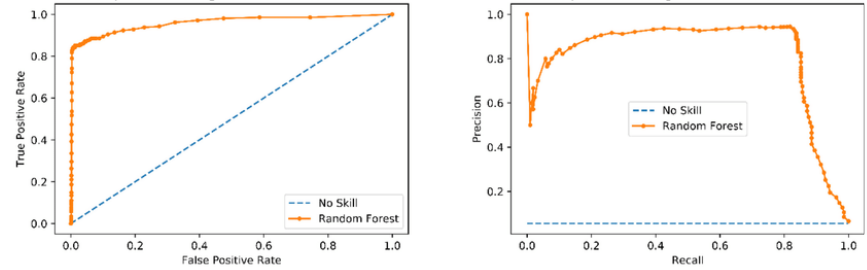 True Positive Rate
1.0
0.8
0.6
0.4
0.2
0.0
No Skill
Random Forest
0.0 0.2 0.4 0.6 0.8 1.0
False Positive Rate
Precision
1.0
0.8
0.6
0.4
0.2
No Skill
Random Forest
0.0 0.2 0.4 0.6 0.8 1.0
Recall